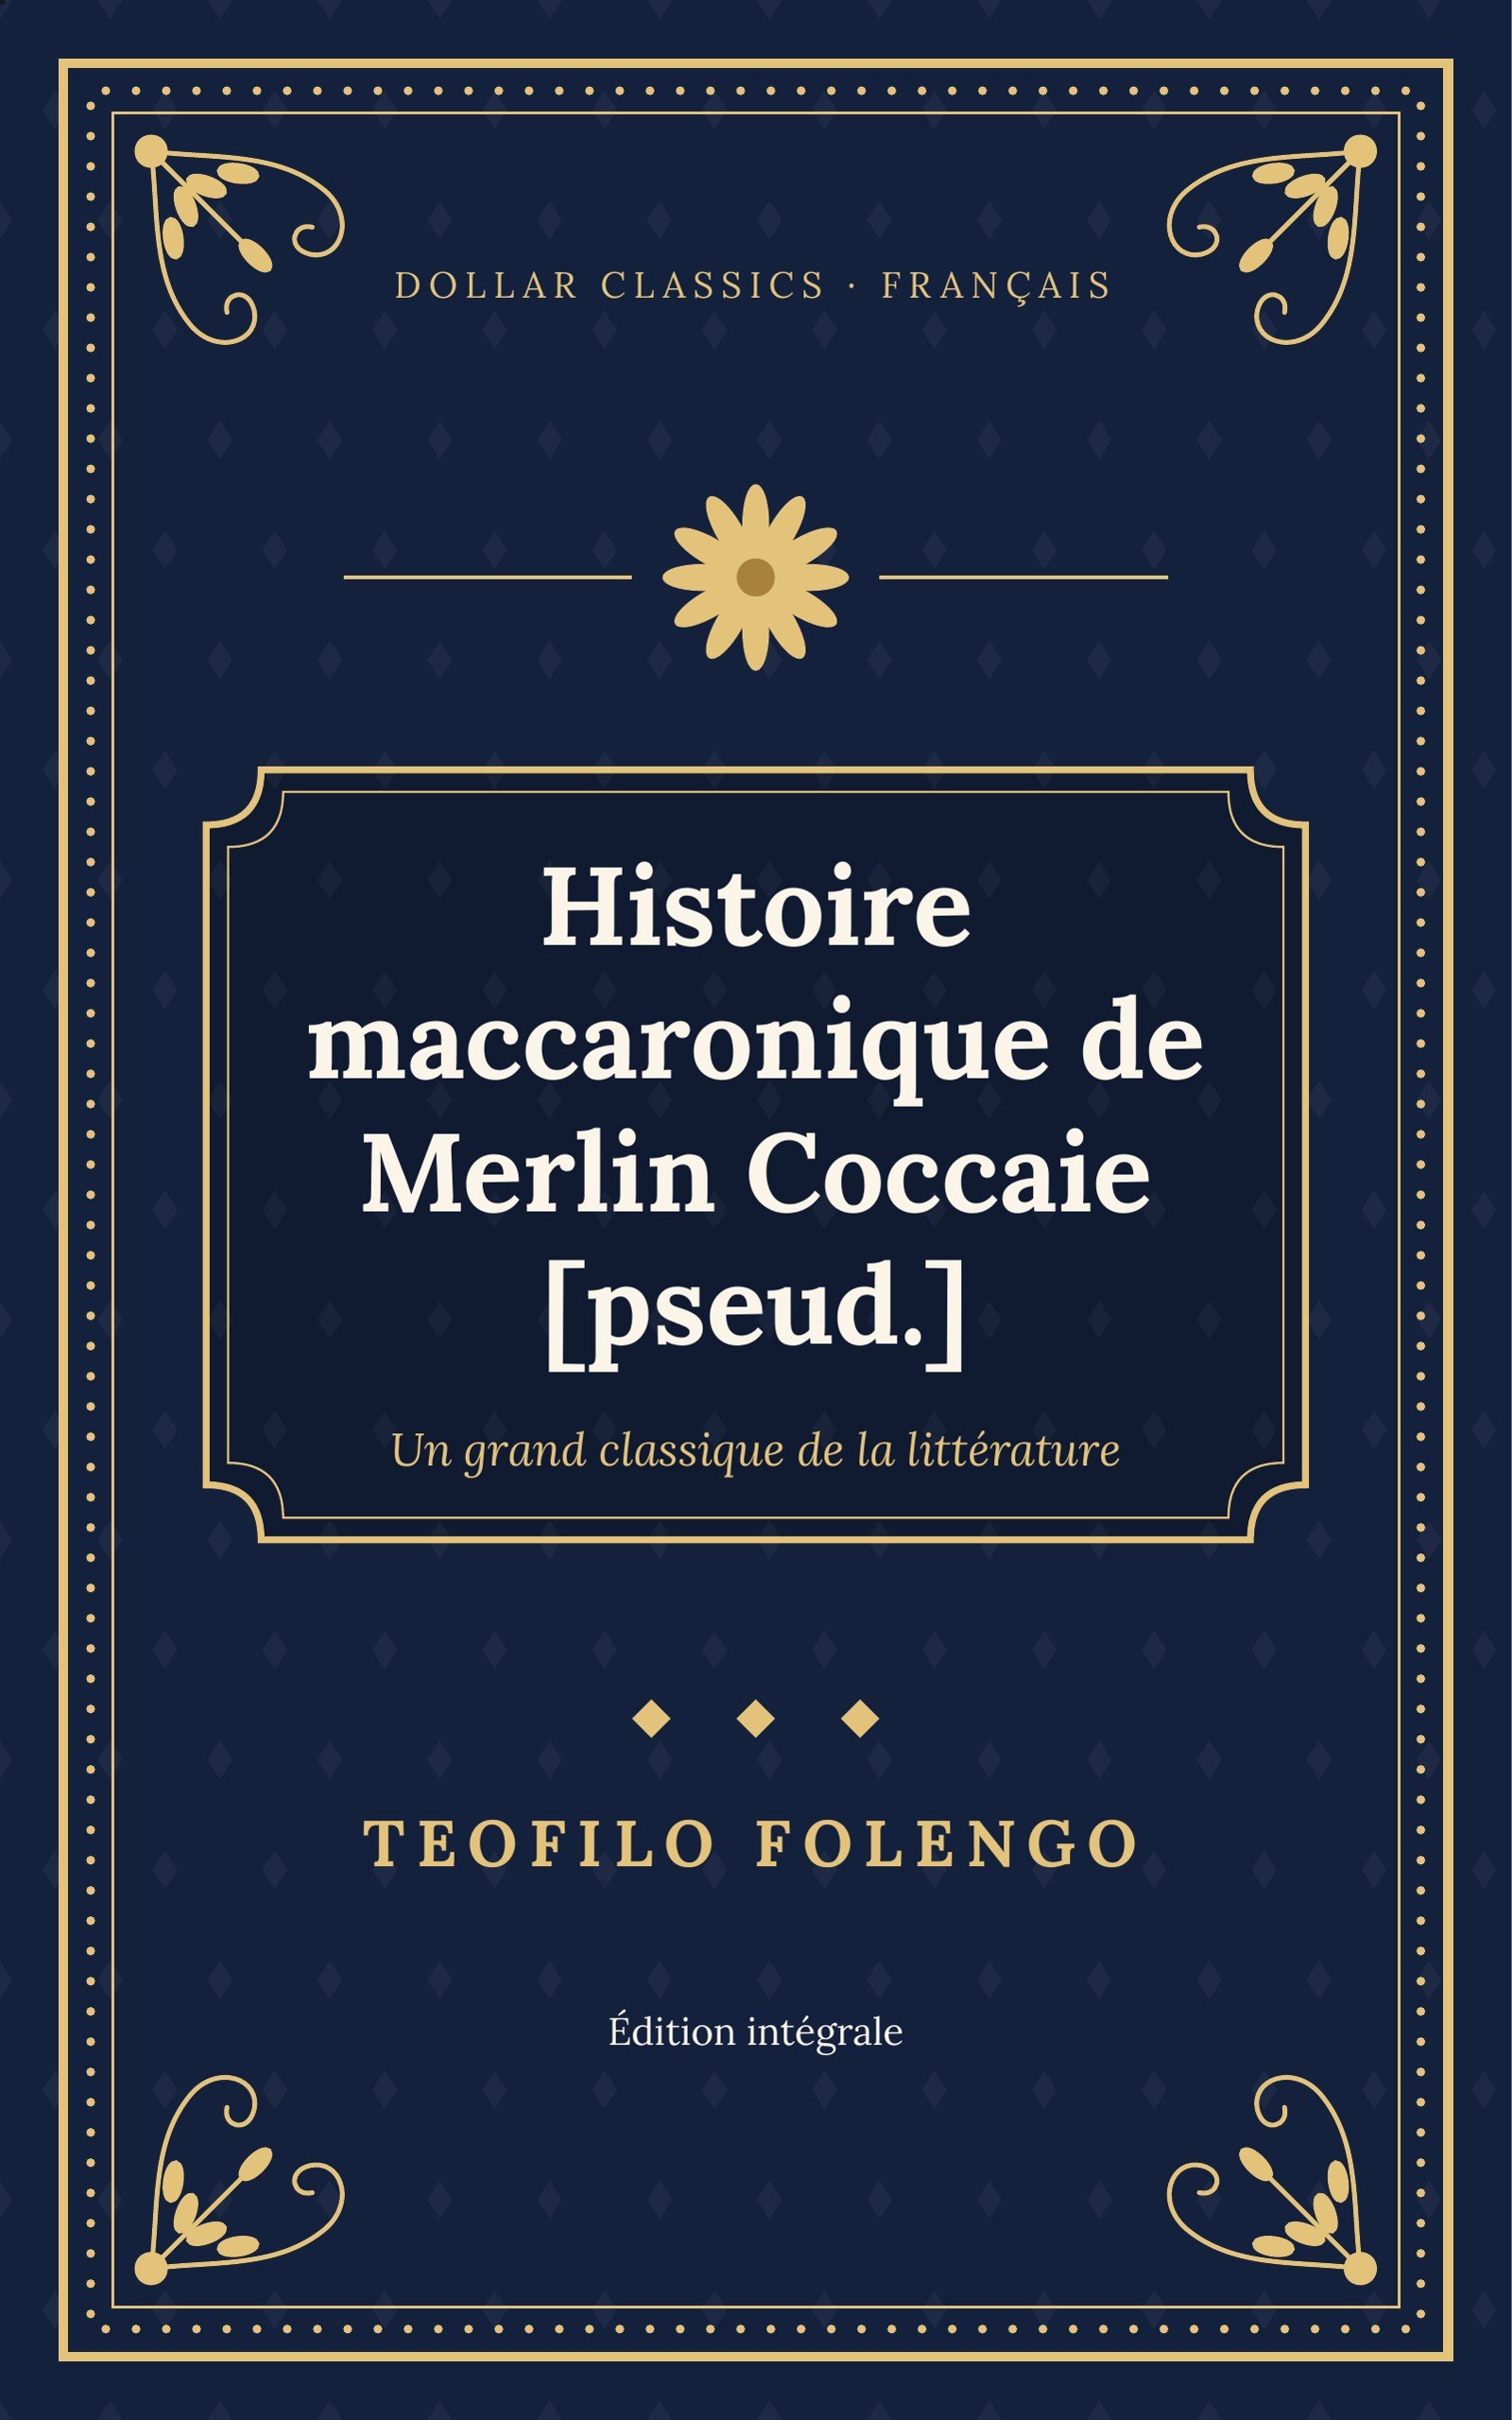 DOLLAR CLASSICS · FRANÇAIS
Histoire
maccaronique de
Merlin Coccaie
[pseud.]
Un grand classique de la littérature
TEOFILO FOLENGO
Édition intégrale